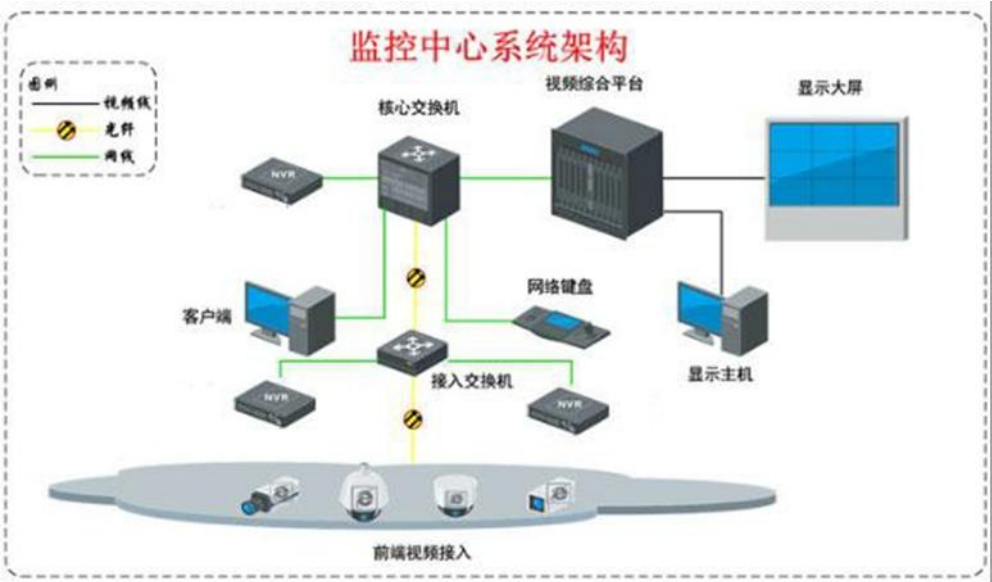 监控中心系统架构
图例
视频线
光纤
网线
核心交换机
视频综合平台
显示大屏
NVR
客户端
网络键盘
显示主机
接入交换机
NVR
NVR
前端视频接入